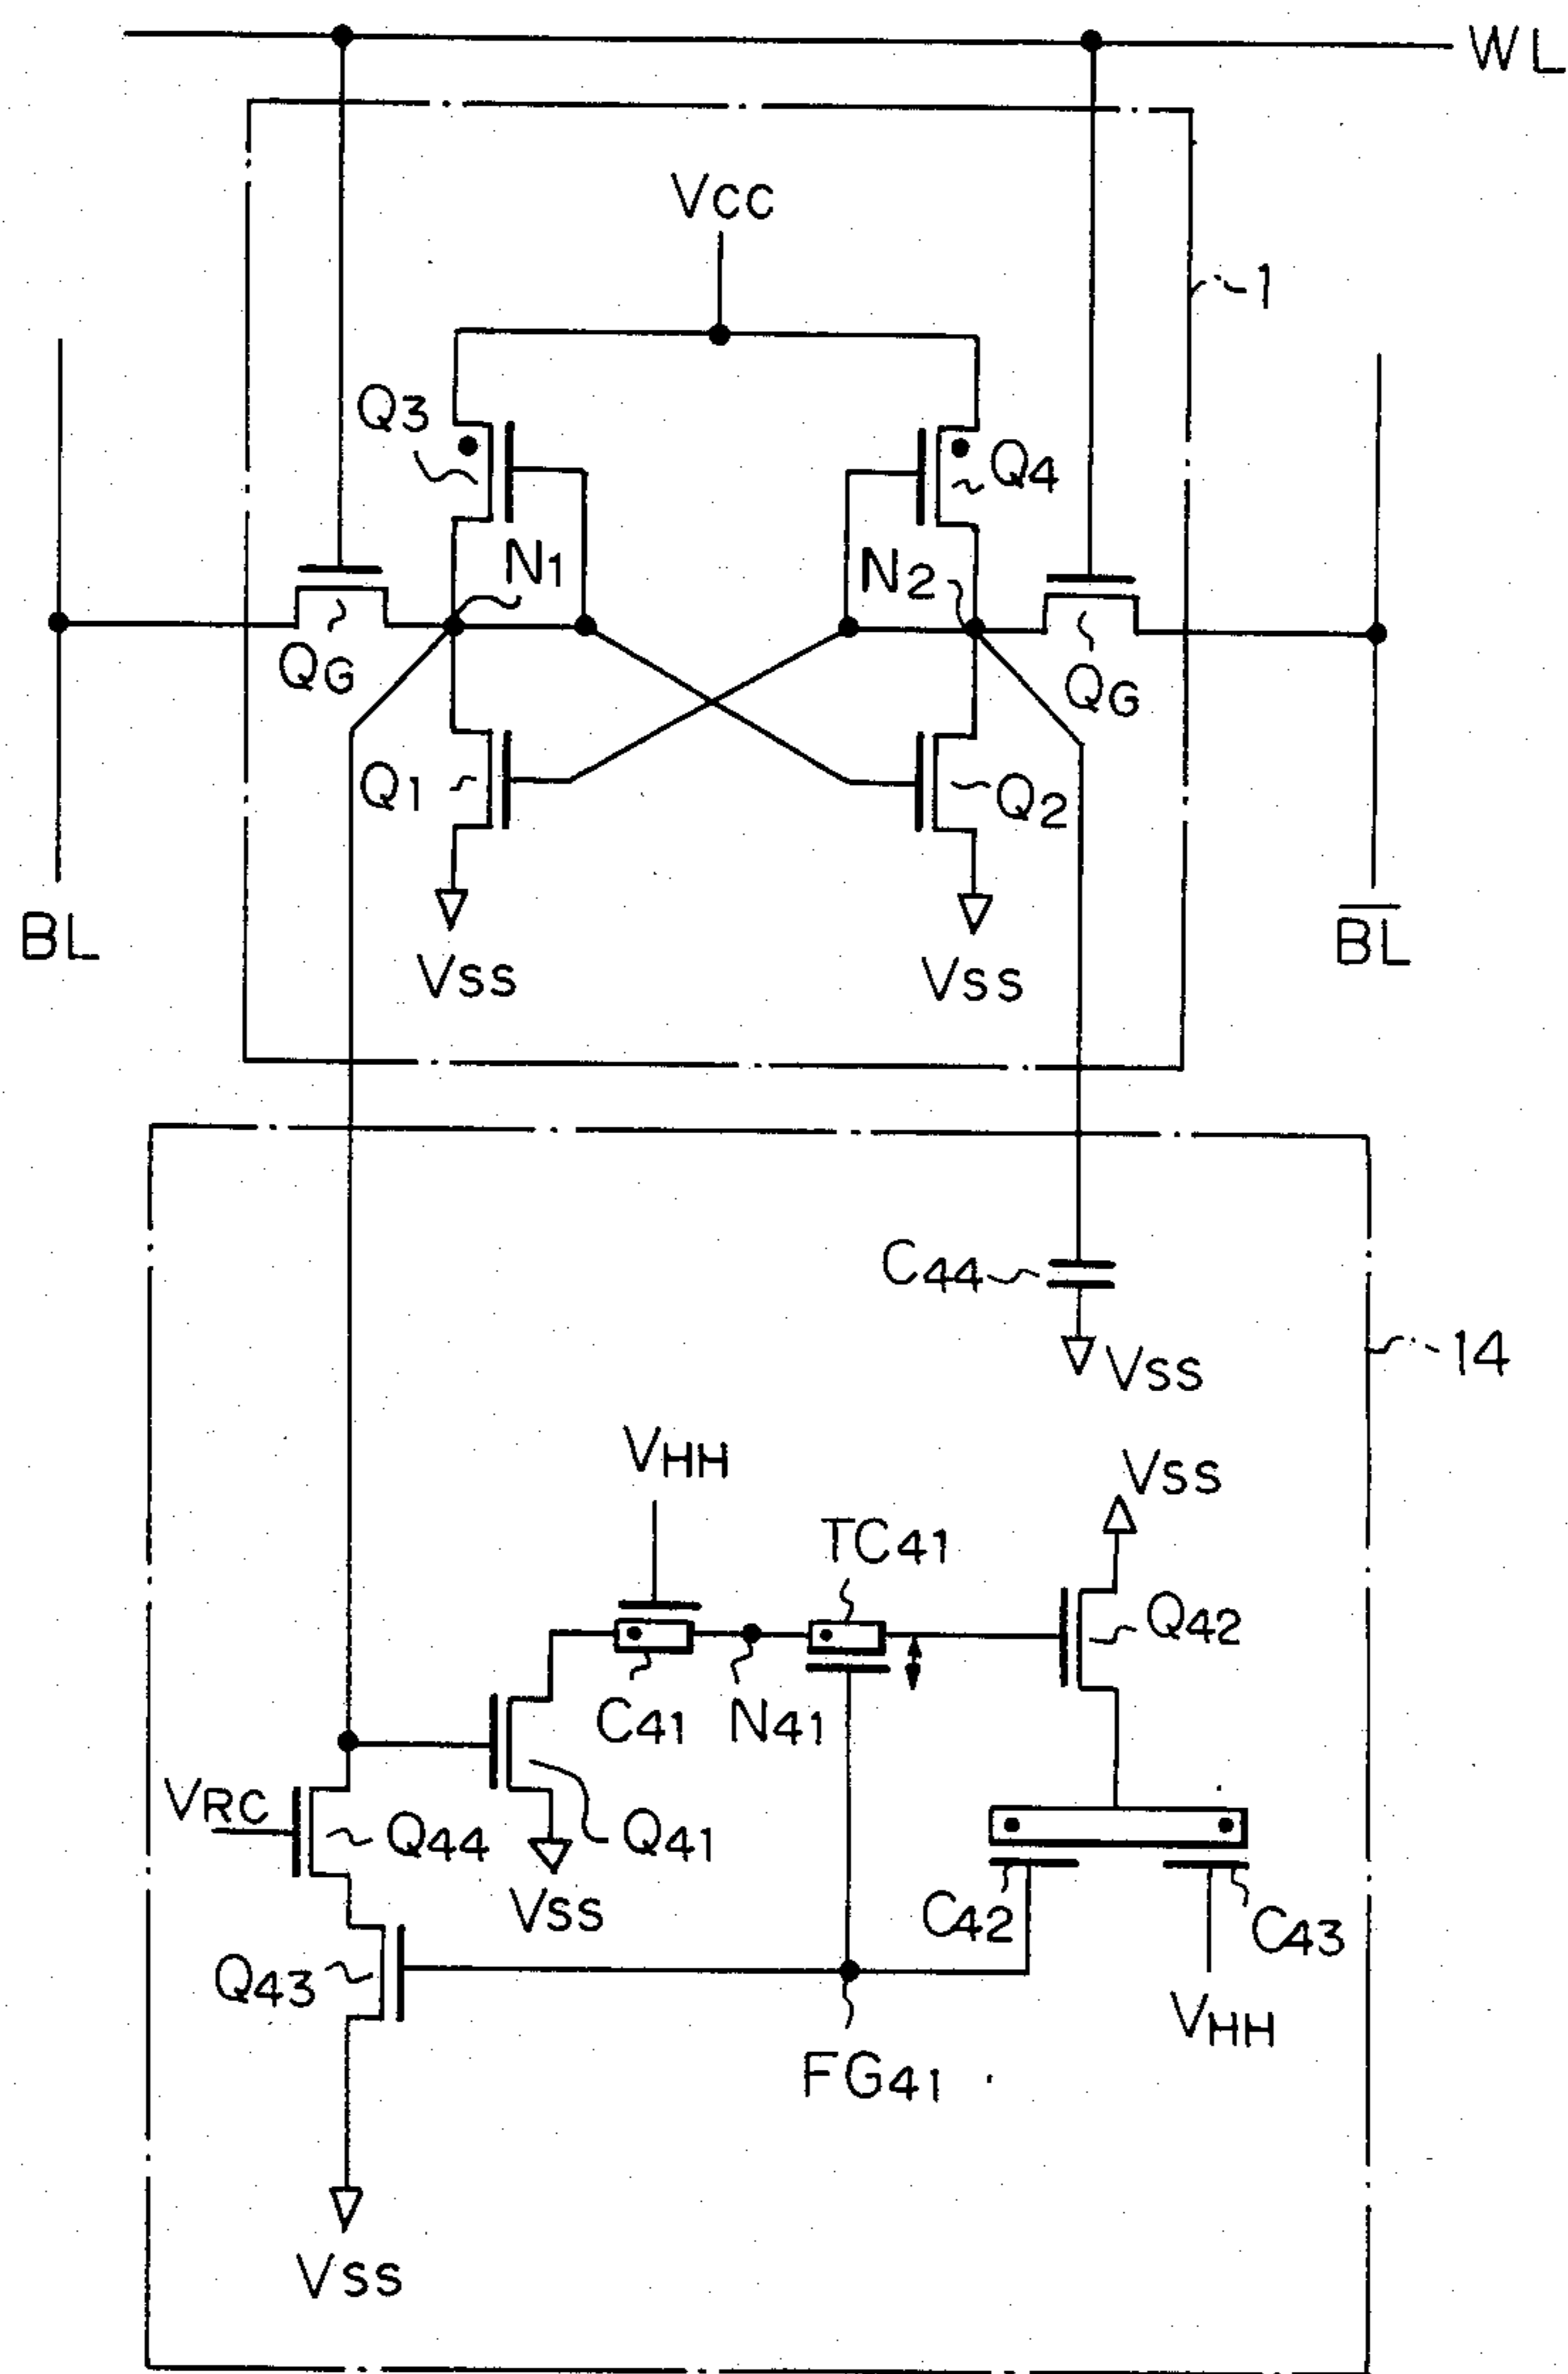 WL
VCC
1
Q3
Q4
N1
N2
QG
QG
Q1
Q2
BL
B̅L̅
VSS
VSS
C44
VSS
14
VHH
VSS
TC41
Q42
C41
N41
VRC
Q44
Q41
VSS
C42
C43
Q43
VHH
FG41
VSS